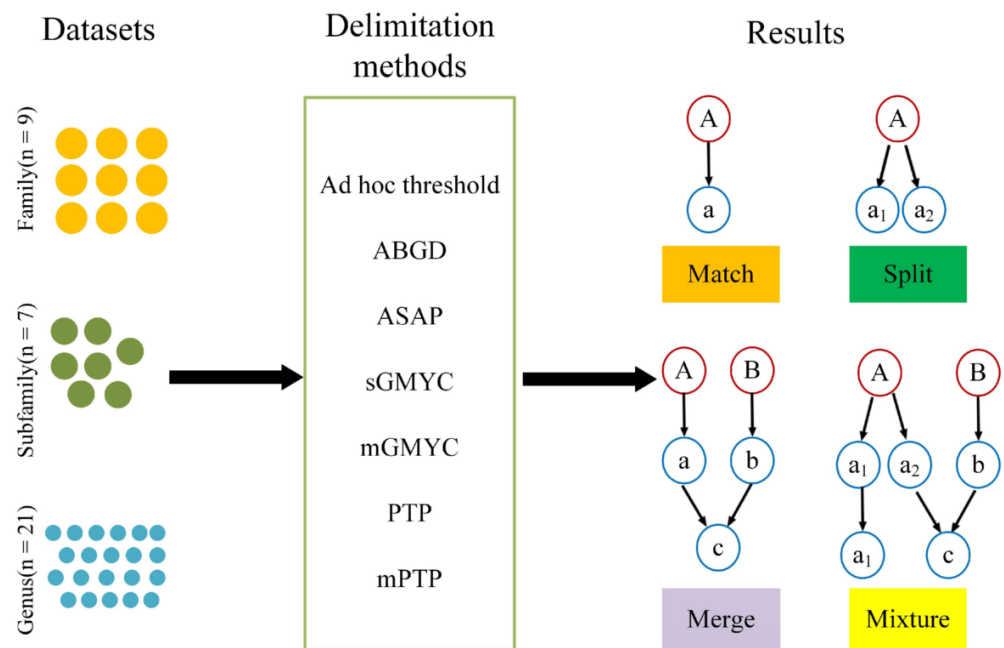 Datasets
Delimitation
methods
Results
Family(n = 9)
Subfamily(n = 7)
Genus(n = 21)
Ad hoc threshold
ABGD
ASAP
sGMYC
mGMYC
PTP
mPTP
A
a
Match
A
a₁ a₂
Split
A B
a b
c
Merge
A B
a₁ a₂ b
a₁ c
Mixture